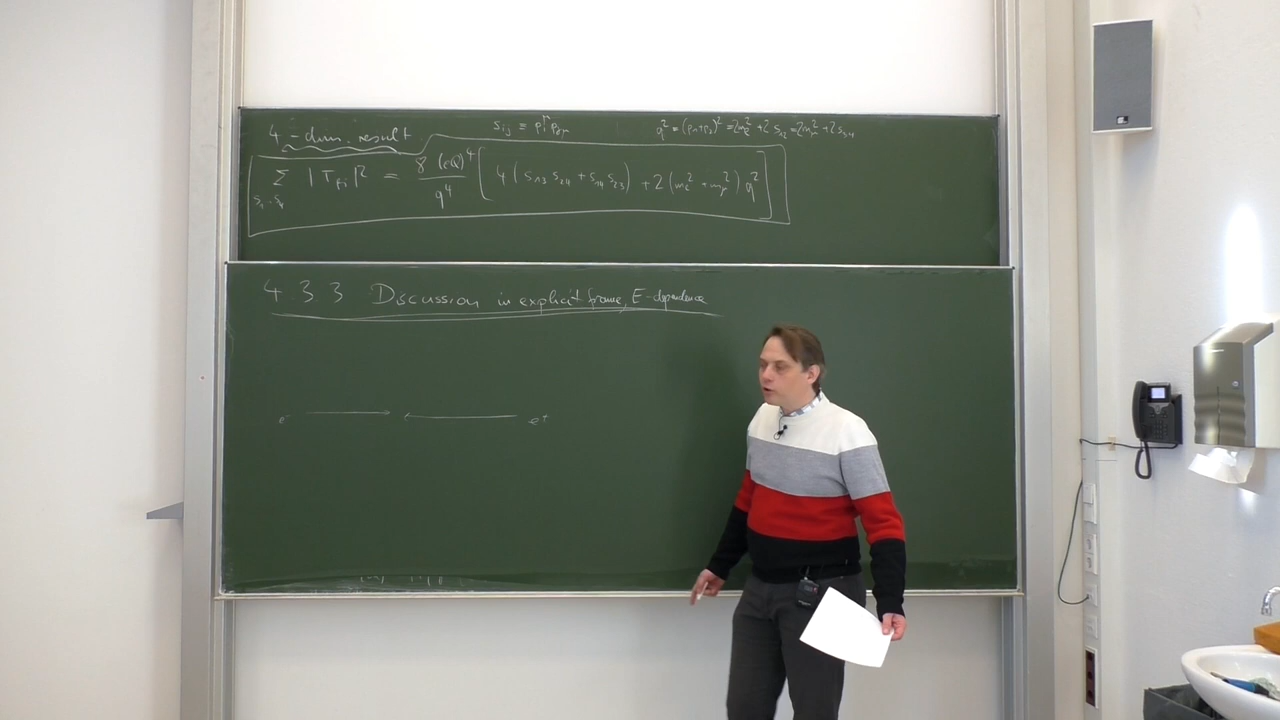 4-dim. result
s_ij ≡ p_i^μ p_jμ
q² = (p₁+p₂)² = 2m_e² + 2 s₁₂ = 2m_μ² + 2 s₃₄
∑_{s₁…s₄} |T_fi|² = 8 (eQ)⁴ / q⁴ [ 4 ( s₁₃ s₂₄ + s₁₄ s₂₃ ) + 2 ( m_e² + m_μ² ) q² ]
4 3 3 Discussion in explicit frame, E-dependence
e⁻ e⁺